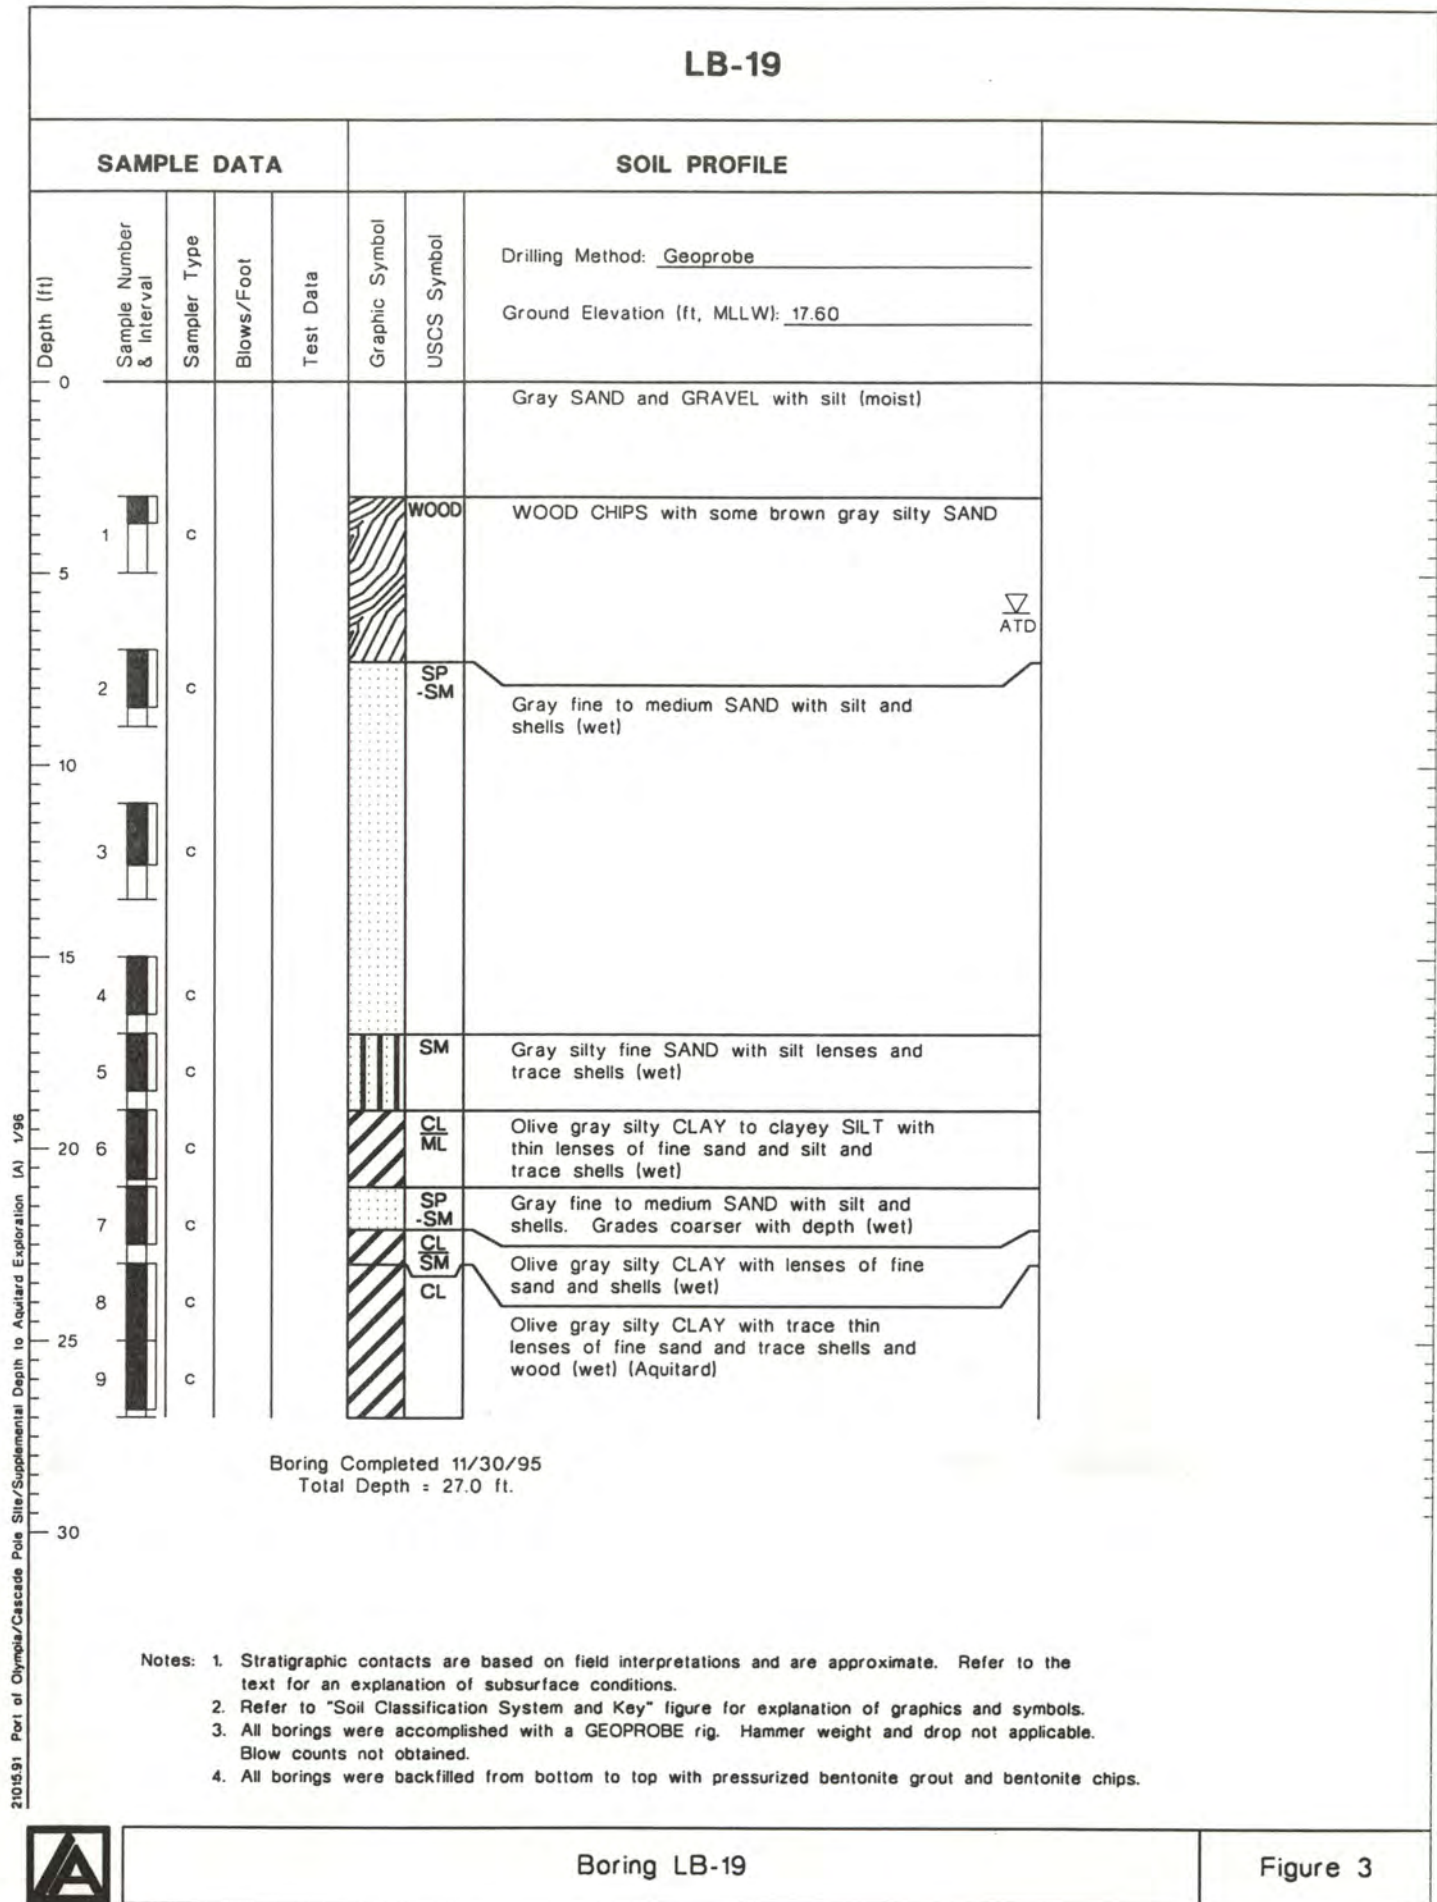 LB-19
SAMPLE DATA
SOIL PROFILE
Depth (ft)
Sample Number
& Interval
Sampler Type
Blows/Foot
Test Data
Graphic Symbol
USCS Symbol
Drilling Method: Geoprobe
Ground Elevation (ft, MLLW): 17.60
0
Gray SAND and GRAVEL with silt (moist)
WOOD
WOOD CHIPS with some brown gray silty SAND
1
C
5
ATD
2
C
SP
-SM
Gray fine to medium SAND with silt and
shells (wet)
10
3
C
15
4
C
5
C
SM
Gray silty fine SAND with silt lenses and
trace shells (wet)
20
6
C
CL
ML
Olive gray silty CLAY to clayey SILT with
thin lenses of fine sand and silt and
trace shells (wet)
7
C
SP
-SM
Gray fine to medium SAND with silt and
shells. Grades coarser with depth (wet)
CL
SM
Olive gray silty CLAY with lenses of fine
sand and shells (wet)
8
C
CL
Olive gray silty CLAY with trace thin
lenses of fine sand and trace shells and
wood (wet) (Aquitard)
25
9
C
Boring Completed 11/30/95
Total Depth = 27.0 ft.
30
21015.91 Port of Olympia/Cascade Pole Site/Supplemental Depth to Aquitard Exploration (A) 1/96
Notes: 1. Stratigraphic contacts are based on field interpretations and are approximate. Refer to the
text for an explanation of subsurface conditions.
2. Refer to "Soil Classification System and Key" figure for explanation of graphics and symbols.
3. All borings were accomplished with a GEOPROBE rig. Hammer weight and drop not applicable.
Blow counts not obtained.
4. All borings were backfilled from bottom to top with pressurized bentonite grout and bentonite chips.
Boring LB-19
Figure 3